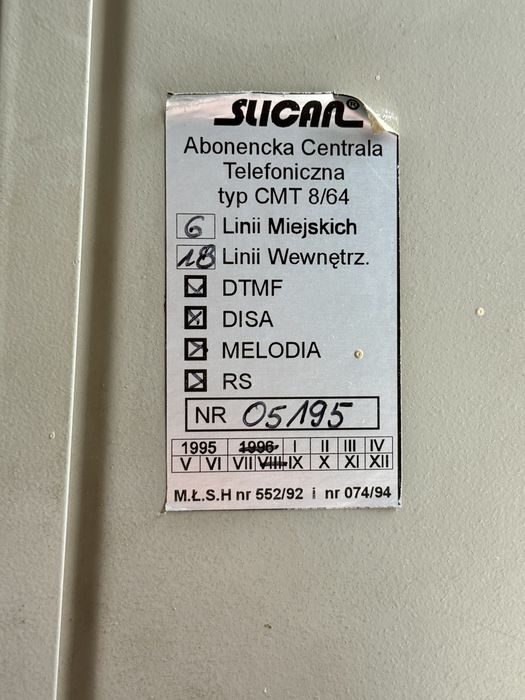 SLICAN®
Abonencka Centrala
Telefoniczna
typ CMT 8/64
6 Linii Miejskich
18 Linii Wewnętrz.
DTMF
DISA
MELODIA
RS
NR 05195
1995 1996 I II III IV
V VI VII VIII IX X XI XII
M.Ł.S.H nr 552/92 i nr 074/94